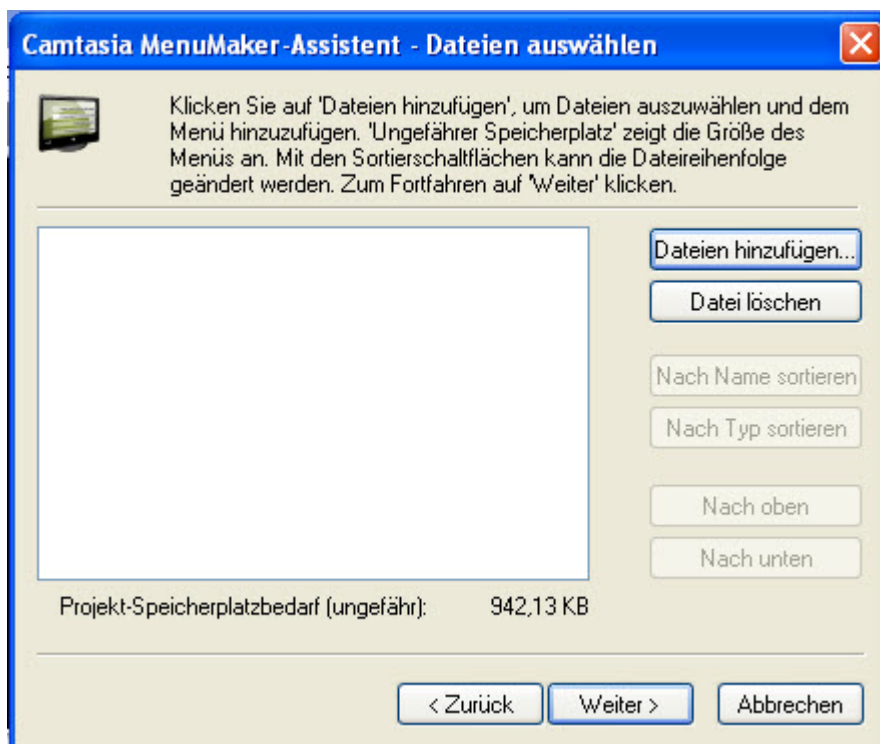 Camtasia MenuMaker-Assistent - Dateien auswählen
Klicken Sie auf 'Dateien hinzufügen', um Dateien auszuwählen und dem
Menü hinzuzufügen. 'Ungefährer Speicherplatz' zeigt die Größe des
Menüs an. Mit den Sortierschaltflächen kann die Dateireihenfolge
geändert werden. Zum Fortfahren auf 'Weiter' klicken.
Dateien hinzufügen...
Datei löschen
Nach Name sortieren
Nach Typ sortieren
Nach oben
Nach unten
Projekt-Speicherplatzbedarf (ungefähr): 942,13 KB
< Zurück Weiter > Abbrechen